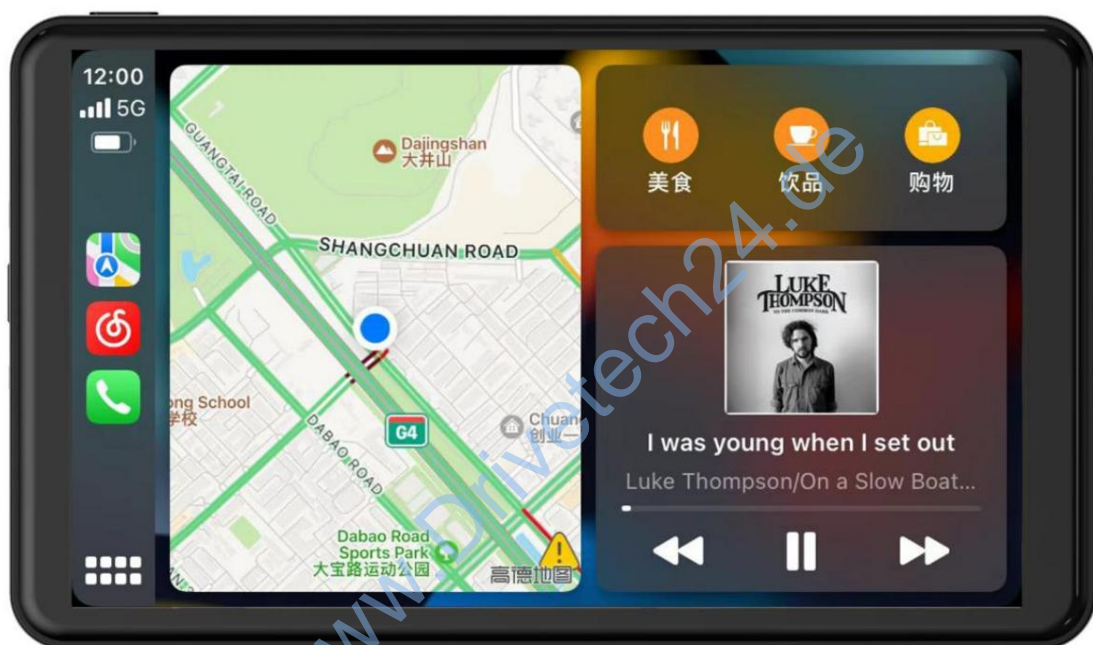 12:00
5G
GUANGTAI ROAD
Dajingshan
大井山
SHANGCHUAN ROAD
ong School
学校
G4
Chuan
创业一
DABAO ROAD
Dabao Road
Sports Park
大宝路运动公园
高德地图
美食
饮品
购物
LUKE
THOMPSON
I was young when I set out
Luke Thompson/On a Slow Boat...
www.Drivetech24.de